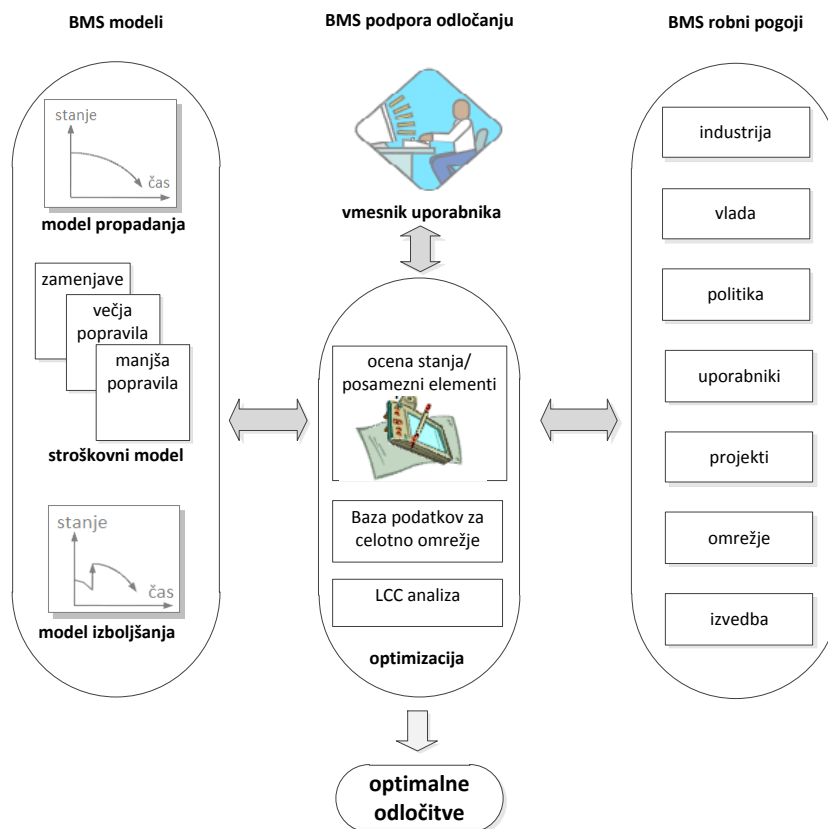 BMS modeli
BMS podpora odločanju
BMS robni pogoji
stanje
čas
model propadanja
zamenjave
večja
popravila
manjša
popravila
stroškovni model
stanje
čas
model izboljšanja
vmesnik uporabnika
ocena stanja/
posamezni elementi
Baza podatkov za
celotno omrežje
LCC analiza
optimizacija
optimalne
odločitve
industrija
vlada
politika
uporabniki
projekti
omrežje
izvedba